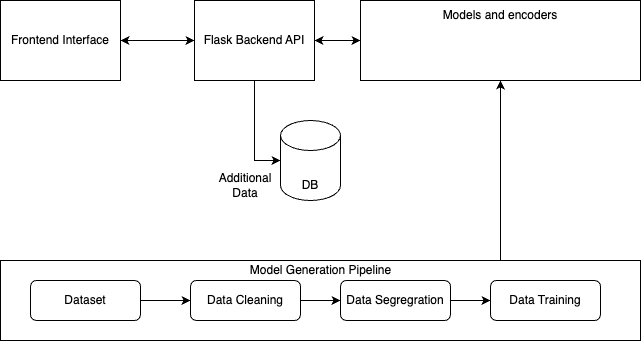 Frontend Interface
Flask Backend API
Models and encoders
Additional
Data
DB
Model Generation Pipeline
Dataset
Data Cleaning
Data Segregration
Data Training